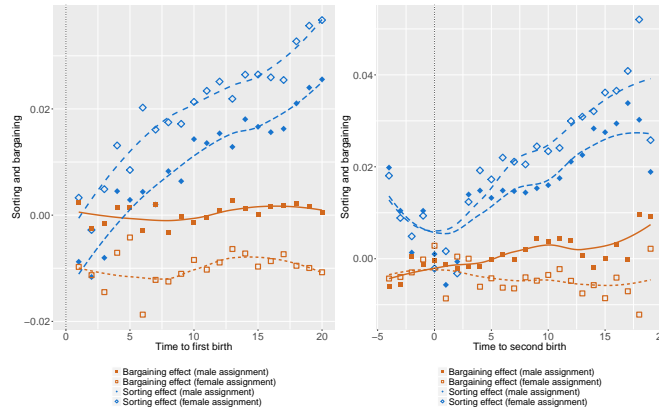 0.02
0.00
−0.02
0 5 10 15 20
Time to first birth
Sorting and bargaining
Bargaining effect (male assignment)
Bargaining effect (female assignment)
Sorting effect (male assignment)
Sorting effect (female assignment)
0.04
0.02
0.00
−5 0 5 10 15
Time to second birth
Sorting and bargaining
Bargaining effect (male assignment)
Bargaining effect (female assignment)
Sorting effect (male assignment)
Sorting effect (female assignment)